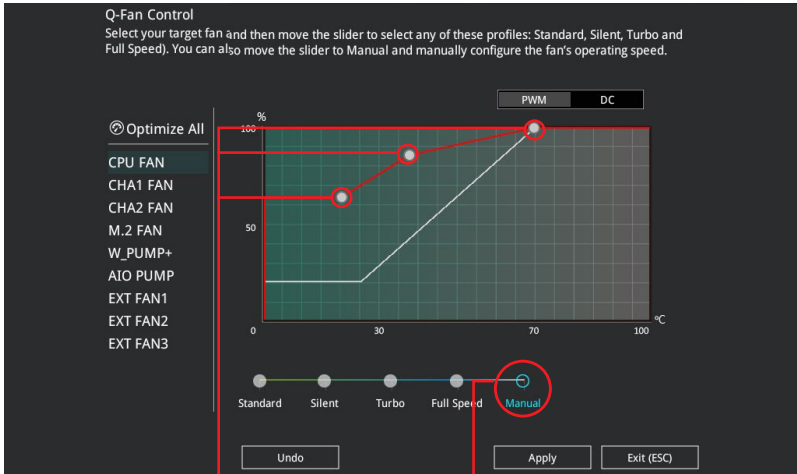 Q-Fan Control
Select your target fan and then move the slider to select any of these profiles: Standard, Silent, Turbo and
Full Speed). You can also move the slider to Manual and manually configure the fan's operating speed.
PWM DC
Optimize All
CPU FAN
CHA1 FAN
CHA2 FAN
M.2 FAN
W_PUMP+
AIO PUMP
EXT FAN1
EXT FAN2
EXT FAN3
%
100
50
0 30 70 100
ºC
Standard Silent Turbo Full Speed Manual
Undo Apply Exit (ESC)